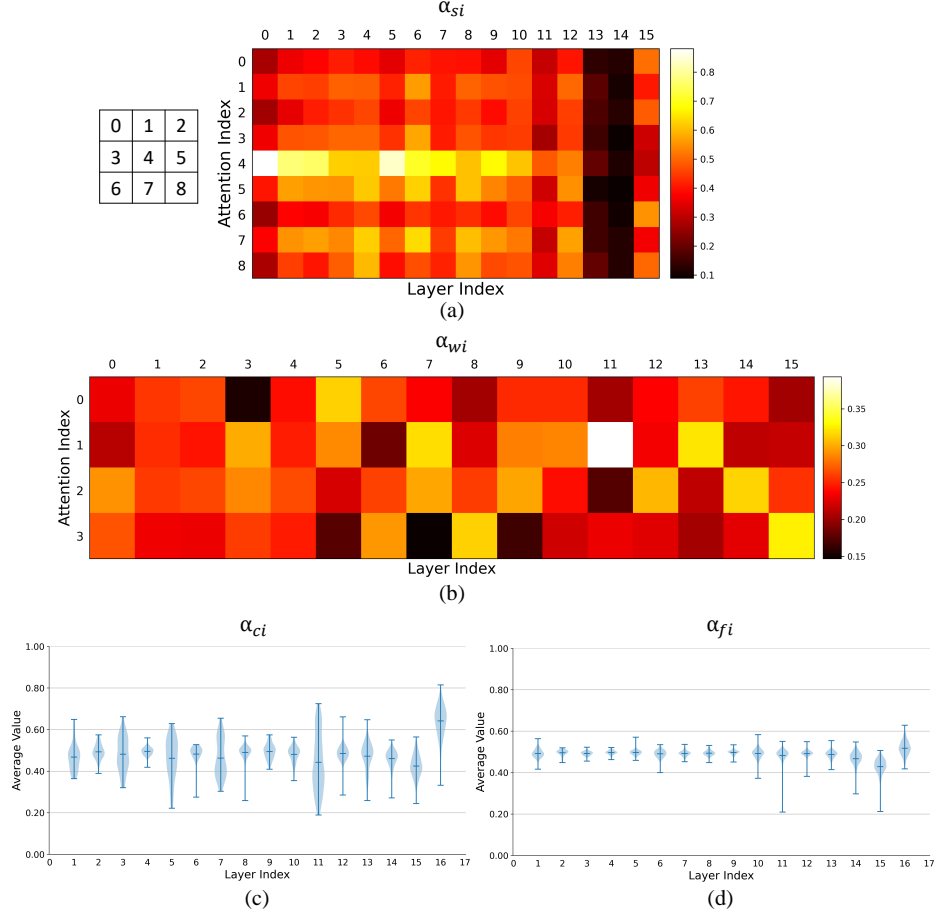 α_si
0 1 2 3 4 5 6 7 8 9 10 11 12 13 14 15
0 1 2
3 4 5
6 7 8
Attention Index
0
1
2
3
4
5
6
7
8
0.8
0.7
0.6
0.5
0.4
0.3
0.2
0.1
Layer Index
(a)
α_wi
0 1 2 3 4 5 6 7 8 9 10 11 12 13 14 15
Attention Index
0
1
2
3
0.35
0.30
0.25
0.20
0.15
Layer Index
(b)
α_ci
Average Value
1.00
0.80
0.60
0.40
0.20
0.00
0 1 2 3 4 5 6 7 8 9 10 11 12 13 14 15 16 17
Layer Index
(c)
α_fi
Average Value
1.00
0.80
0.60
0.40
0.20
0.00
0 1 2 3 4 5 6 7 8 9 10 11 12 13 14 15 16 17
Layer Index
(d)